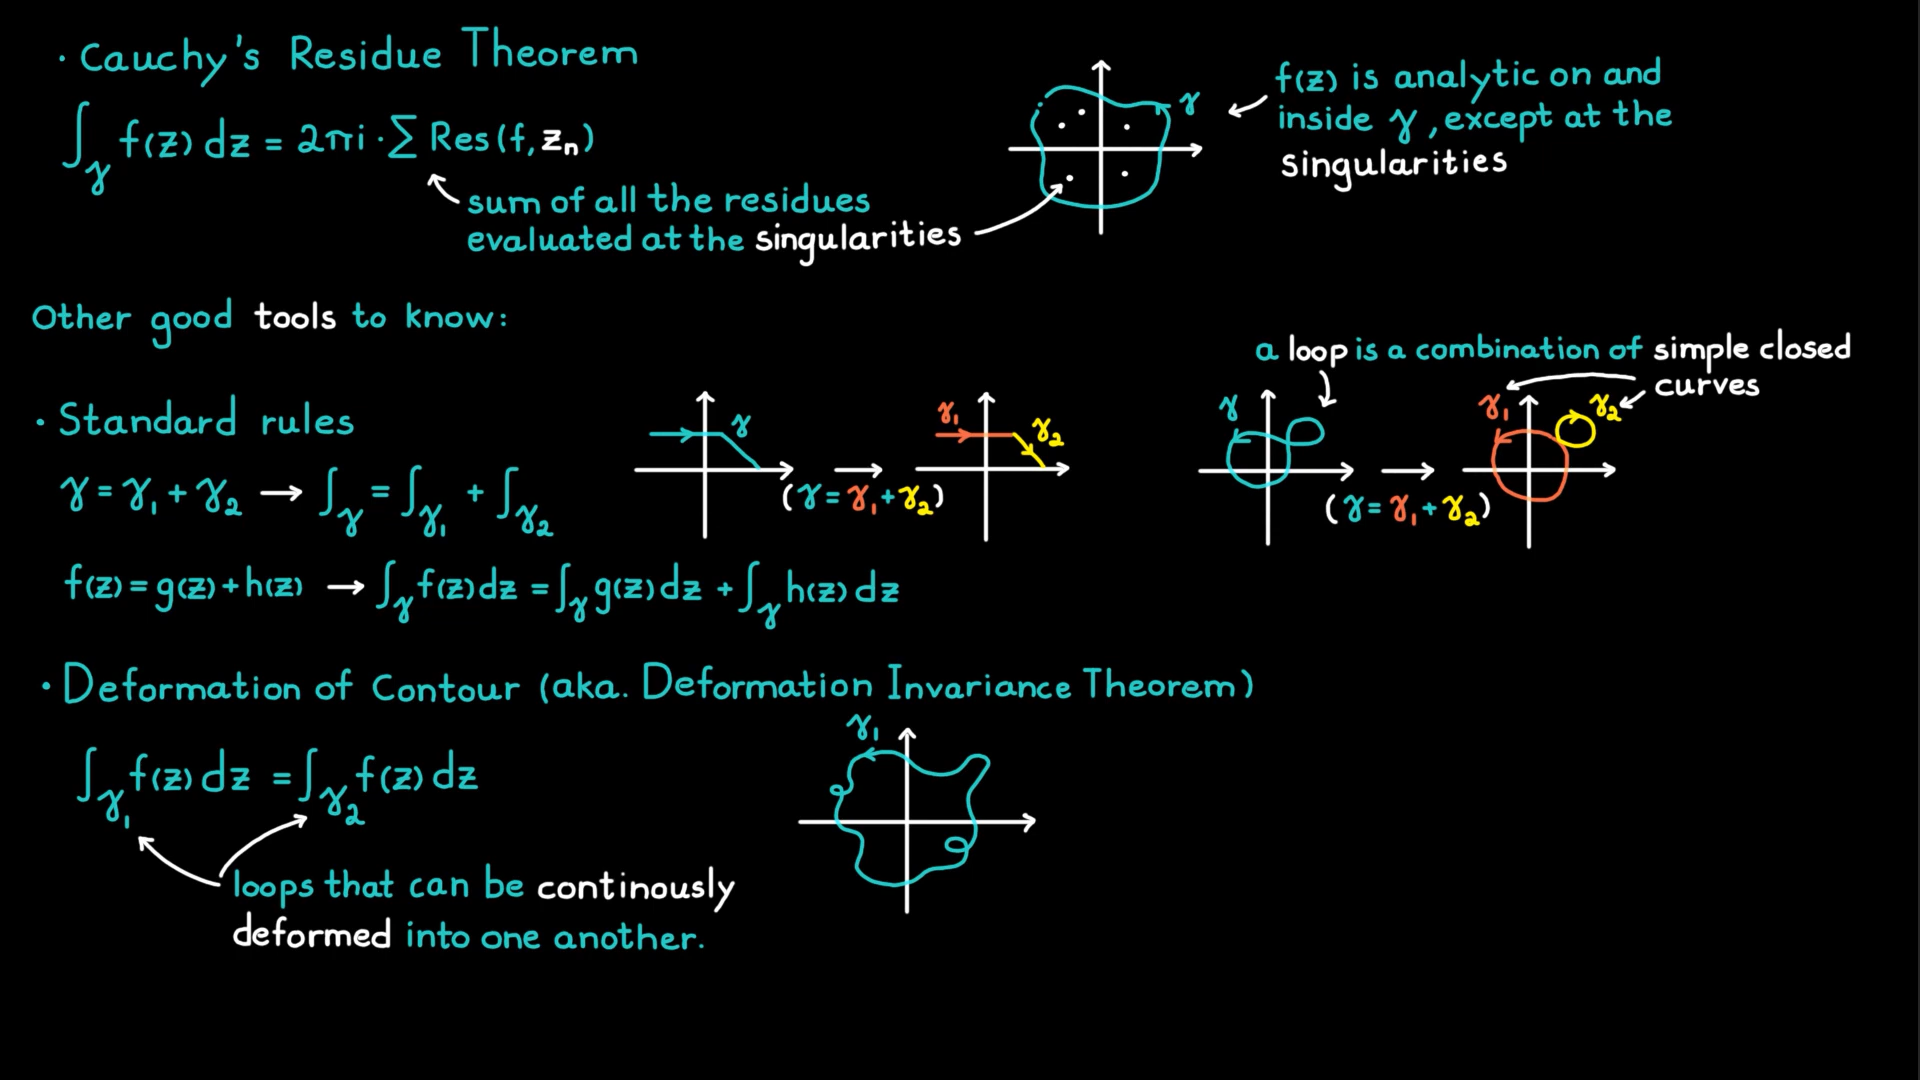 · Cauchy's Residue Theorem
∫γ f(z) dz = 2πi · ∑ Res(f, zₙ)
sum of all the residues
evaluated at the singularities
γ
f(z) is analytic on and
inside γ, except at the
singularities
Other good tools to know:
a loop is a combination of simple closed
curves
· Standard rules
γ = γ₁ + γ₂ → ∫γ = ∫γ₁ + ∫γ₂
γ
γ₁
γ₂
(γ = γ₁ + γ₂)
γ
γ₁
γ₂
(γ = γ₁ + γ₂)
f(z) = g(z) + h(z) → ∫γ f(z) dz = ∫γ g(z) dz + ∫γ h(z) dz
· Deformation of Contour (aka. Deformation Invariance Theorem)
γ₁
∫γ₁ f(z) dz = ∫γ₂ f(z) dz
loops that can be continously
deformed into one another.